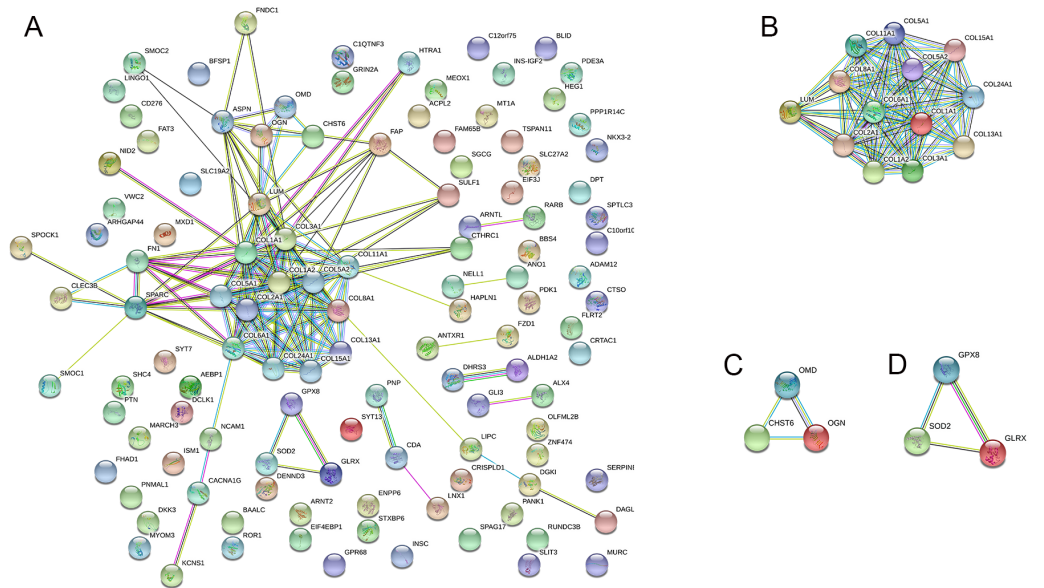 A
FNDC1
SMOC2
BFSP1
LINGO1
CD276
FAT3
NID2
SLC19A2
VWC2
ARHGAP44
MXD1
SPOCK1
FN1
CLEC3B
SPARC
SMOC1
C1QTNF3
GRIN2A
OMD
ASPN
OGN
CHST6
LUM
HTRA1
FAP
SULF1
COL3A1
COL1A1
COL11A1
COL1A2
COL5A2
COL5A1
COL2A1
COL8A1
COL6A1
COL13A1
COL24A1
COL15A1
C12orf75
BLID
INS-IGF2
PDE3A
MEOX1
HEG1
ACPL2
MT1A
PPP1R14C
FAM65B
TSPAN11
NKX3-2
SGCG
SLC27A2
EIF3J
DPT
ARNTL
RARB
SPTLC3
CTHRC1
BBS4
C10orf10
NELL1
ANO1
ADAM12
HAPLN1
PDK1
CTSO
ANTXR1
FZD1
FLRT2
CRTAC1
DHRS3
ALDH1A2
GLI3
ALX4
OLFML2B
ZNF474
SYT7
SHC4
AEBP1
PTN
DCLK1
MARCH3
NCAM1
ISM1
FHAD1
PNMAL1
CACNA1G
DKK3
BAALC
MYOM3
ROR1
KCNS1
GPX8
SYT13
SOD2
GLRX
DENND3
ARNT2
EIF4EBP1
GPR68
PNP
CDA
LNX1
ENPP6
STXBP6
INSC
LIPC
CRISPLD1
DGKI
PANK1
DAGL
SERPINE
SPAG17
RUNDC3B
SLIT3
MURC
B
COL5A1
COL11A1
COL15A1
COL5A2
COL8A1
COL24A1
LUM
COL6A1
COL1A1
COL2A1
COL13A1
COL1A2
COL3A1
C
OMD
CHST6
OGN
D
GPX8
SOD2
GLRX